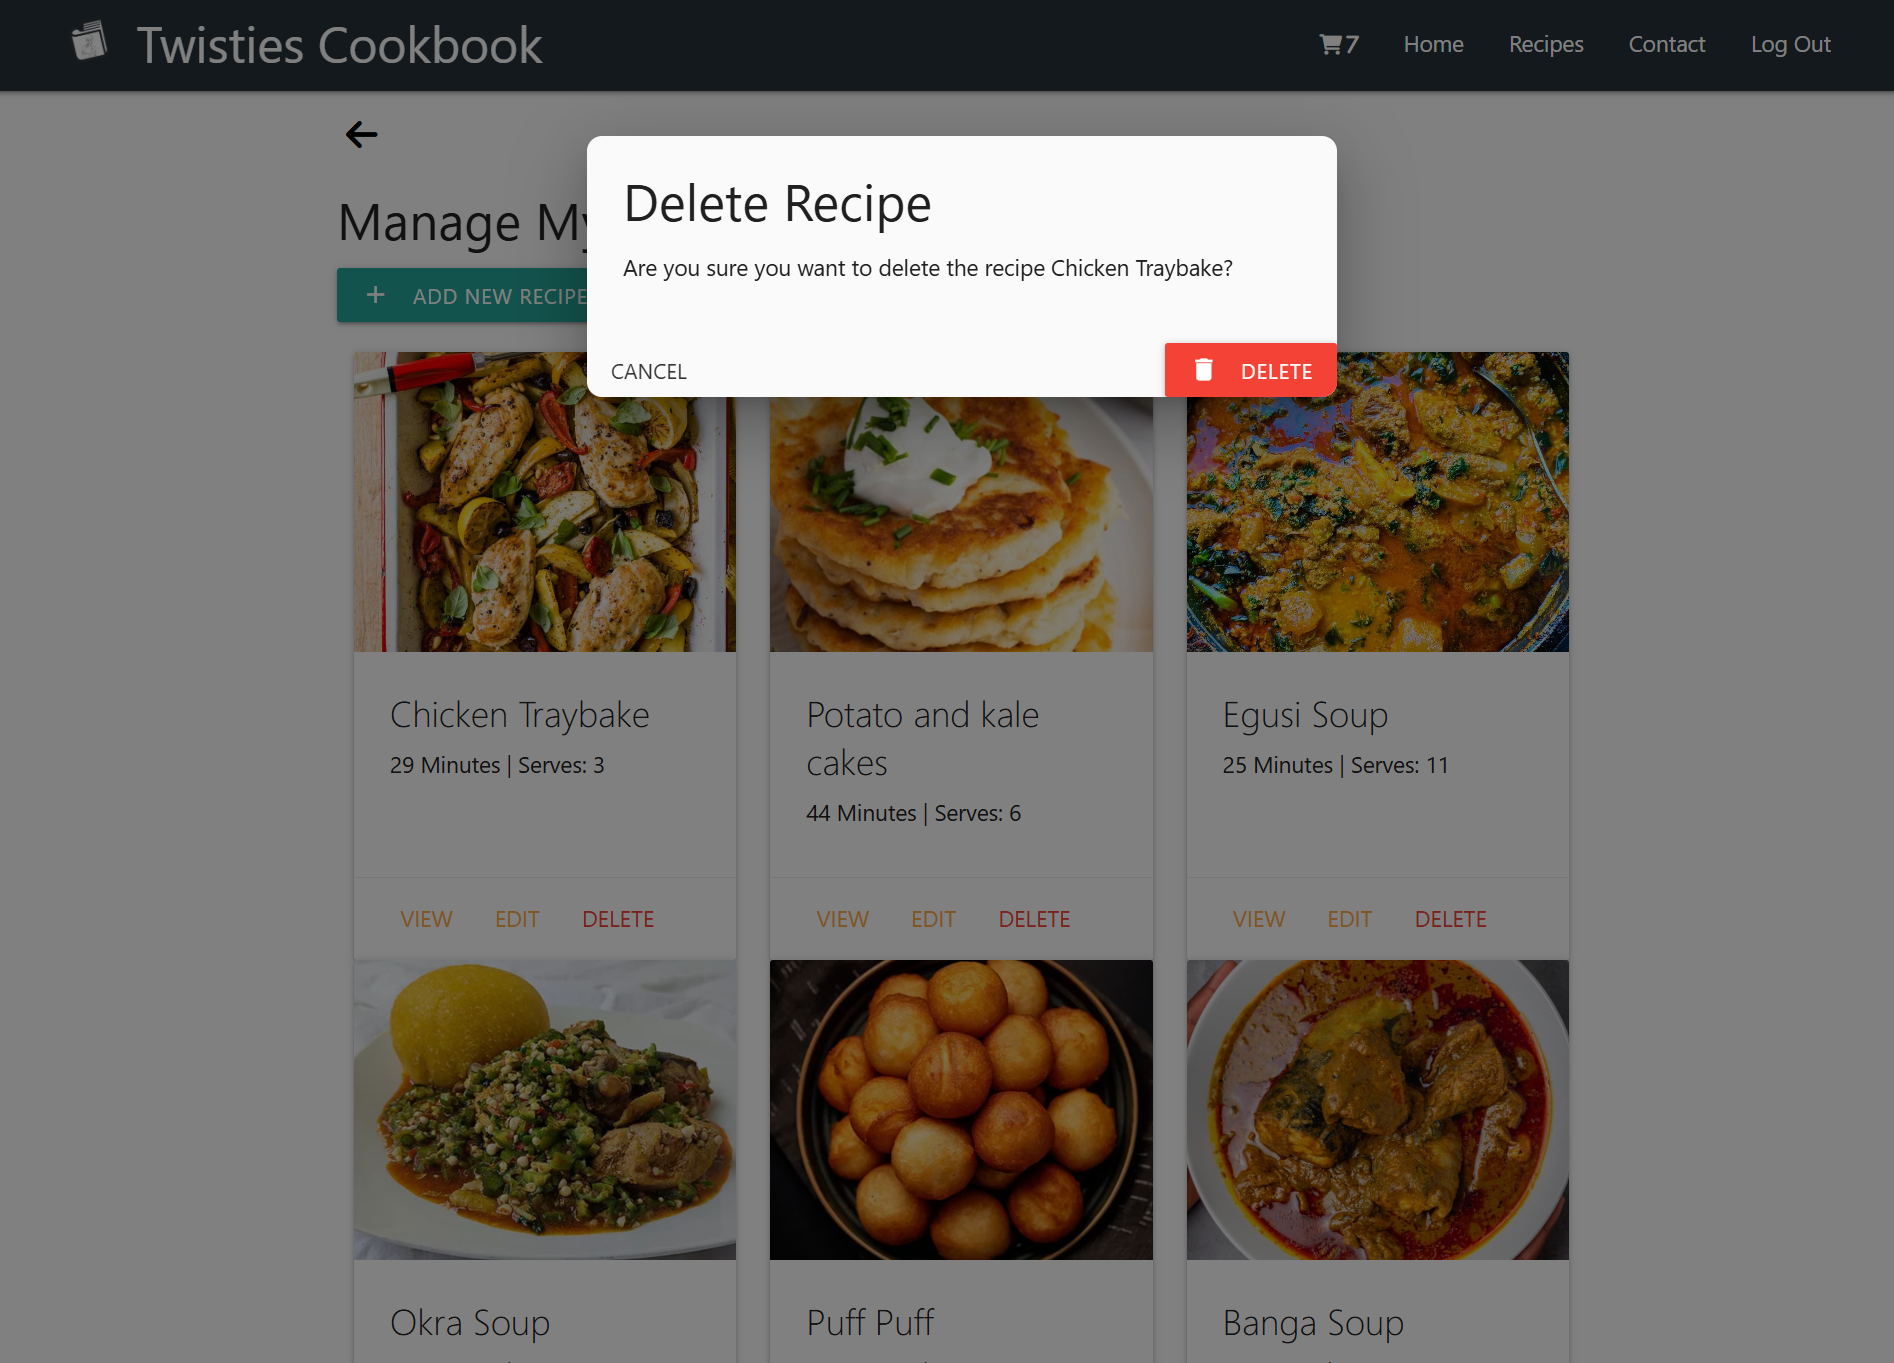 Twisties Cookbook
7 Home Recipes Contact Log Out
Manage My
ADD NEW RECIPE
Delete Recipe
Are you sure you want to delete the recipe Chicken Traybake?
CANCEL
DELETE
Chicken Traybake
29 Minutes | Serves: 3
VIEW EDIT DELETE
Potato and kale
cakes
44 Minutes | Serves: 6
VIEW EDIT DELETE
Egusi Soup
25 Minutes | Serves: 11
VIEW EDIT DELETE
Okra Soup
Puff Puff
Banga Soup